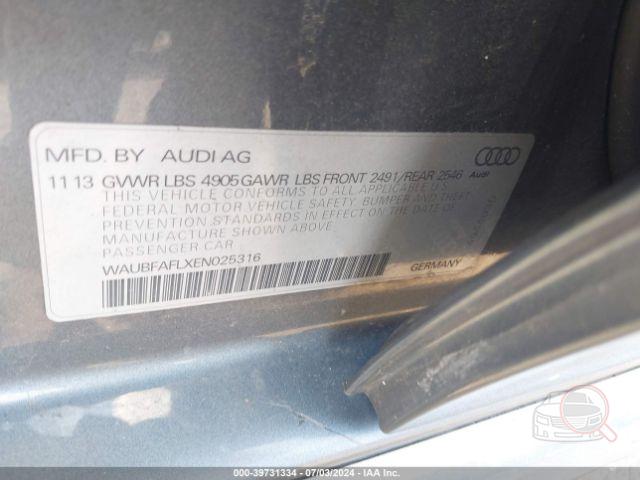 MFD. BY AUDI AG
11 13 GVWR LBS 4905 GAWR LBS FRONT 2491/REAR 2546 Audi
THIS VEHICLE CONFORMS TO ALL APPLICABLE U.S.
FEDERAL MOTOR VEHICLE SAFETY, BUMPER, AND THEFT
PREVENTION STANDARDS IN EFFECT ON THE DATE OF
MANUFACTURE SHOWN ABOVE.
PASSENGER CAR
WAUBFAFLXEN025316
GERMANY
000-39731334 - 07/03/2024 - IAA Inc.